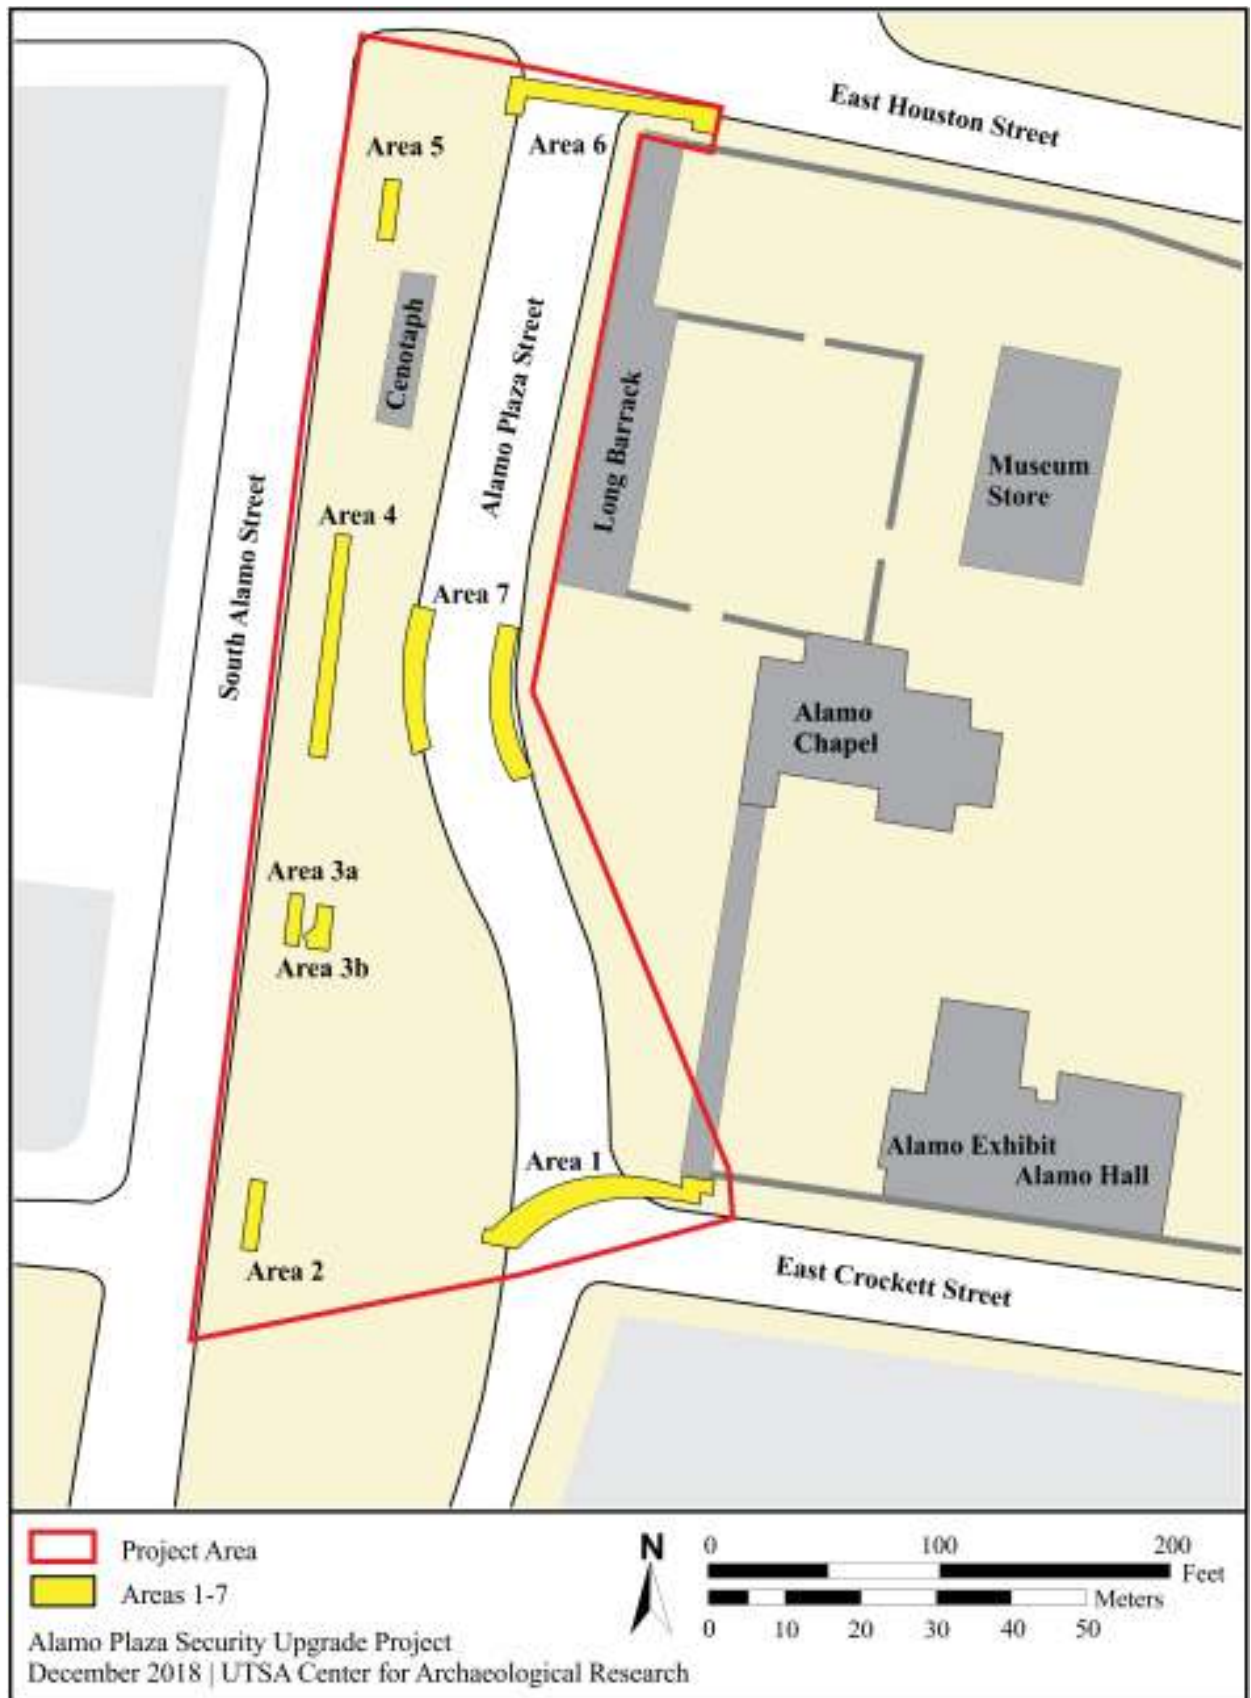 East Houston Street
Area 5
Area 6
Cenotaph
Alamo Plaza Street
Long Barrack
Museum
Store
South Alamo Street
Area 4
Area 7
Alamo
Chapel
Area 3a
Area 3b
Area 1
Alamo Exhibit
Alamo Hall
Area 2
East Crockett Street
Project Area
Areas 1-7
N
0 100 200
Feet
Meters
0 10 20 30 40 50
Alamo Plaza Security Upgrade Project
December 2018 | UTSA Center for Archaeological Research